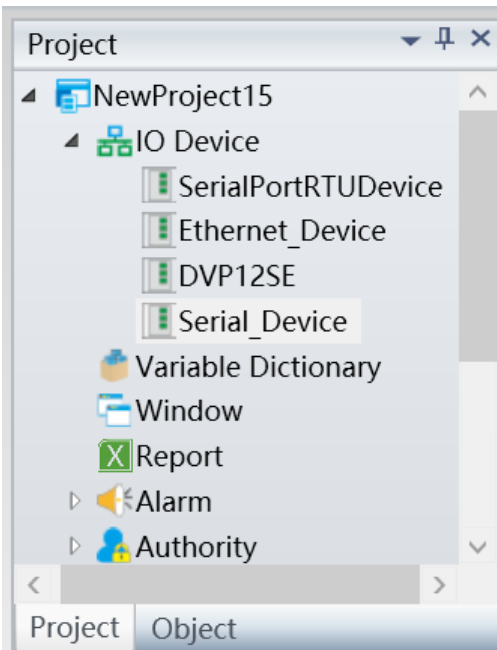 Project
NewProject15
IO Device
SerialPortRTUDevice
Ethernet_Device
DVP12SE
Serial_Device
Variable Dictionary
Window
Report
Alarm
Authority
Project Object